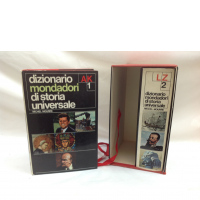 dizionario
mondadori
di storia
universale
A/K
1
L/Z
2
dizionario
mondadori
di storia
universale